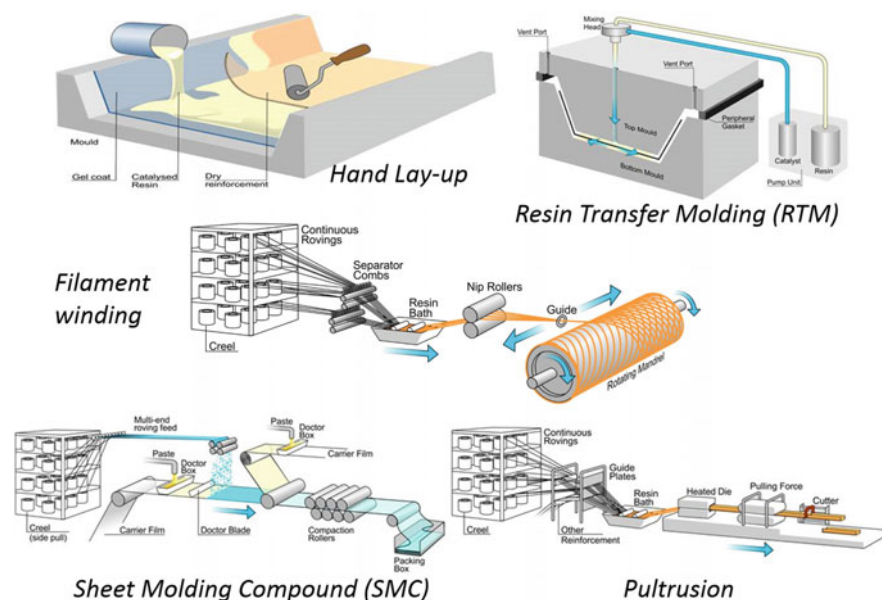 Mould
Gel coat
Catalysed
Resin
Dry
reinforcement
Hand Lay-up
Mixing
Head
Vent Port
Vent
Port
Top Mould
Peripheral
Gasket
Bottom Mould
Catalyst
Resin
Pump Unit
Resin Transfer Molding (RTM)
Filament
winding
Continuous
Rovings
Separator
Combs
Resin
Bath
Nip Rollers
Guide
Creel
Rotating Mandrel
Multi-end
roving feed
Paste
Doctor
Box
Carrier Film
Paste
Doctor
Box
Creel
(side pull)
Carrier Film
Doctor Blade
Compaction
Rollers
Packing
Box
Sheet Molding Compound (SMC)
Continuous
Rovings
Guide
Plates
Resin
Bath
Heated Die
Pulling Force
Cutter
Creel
Other
Reinforcement
Pultrusion